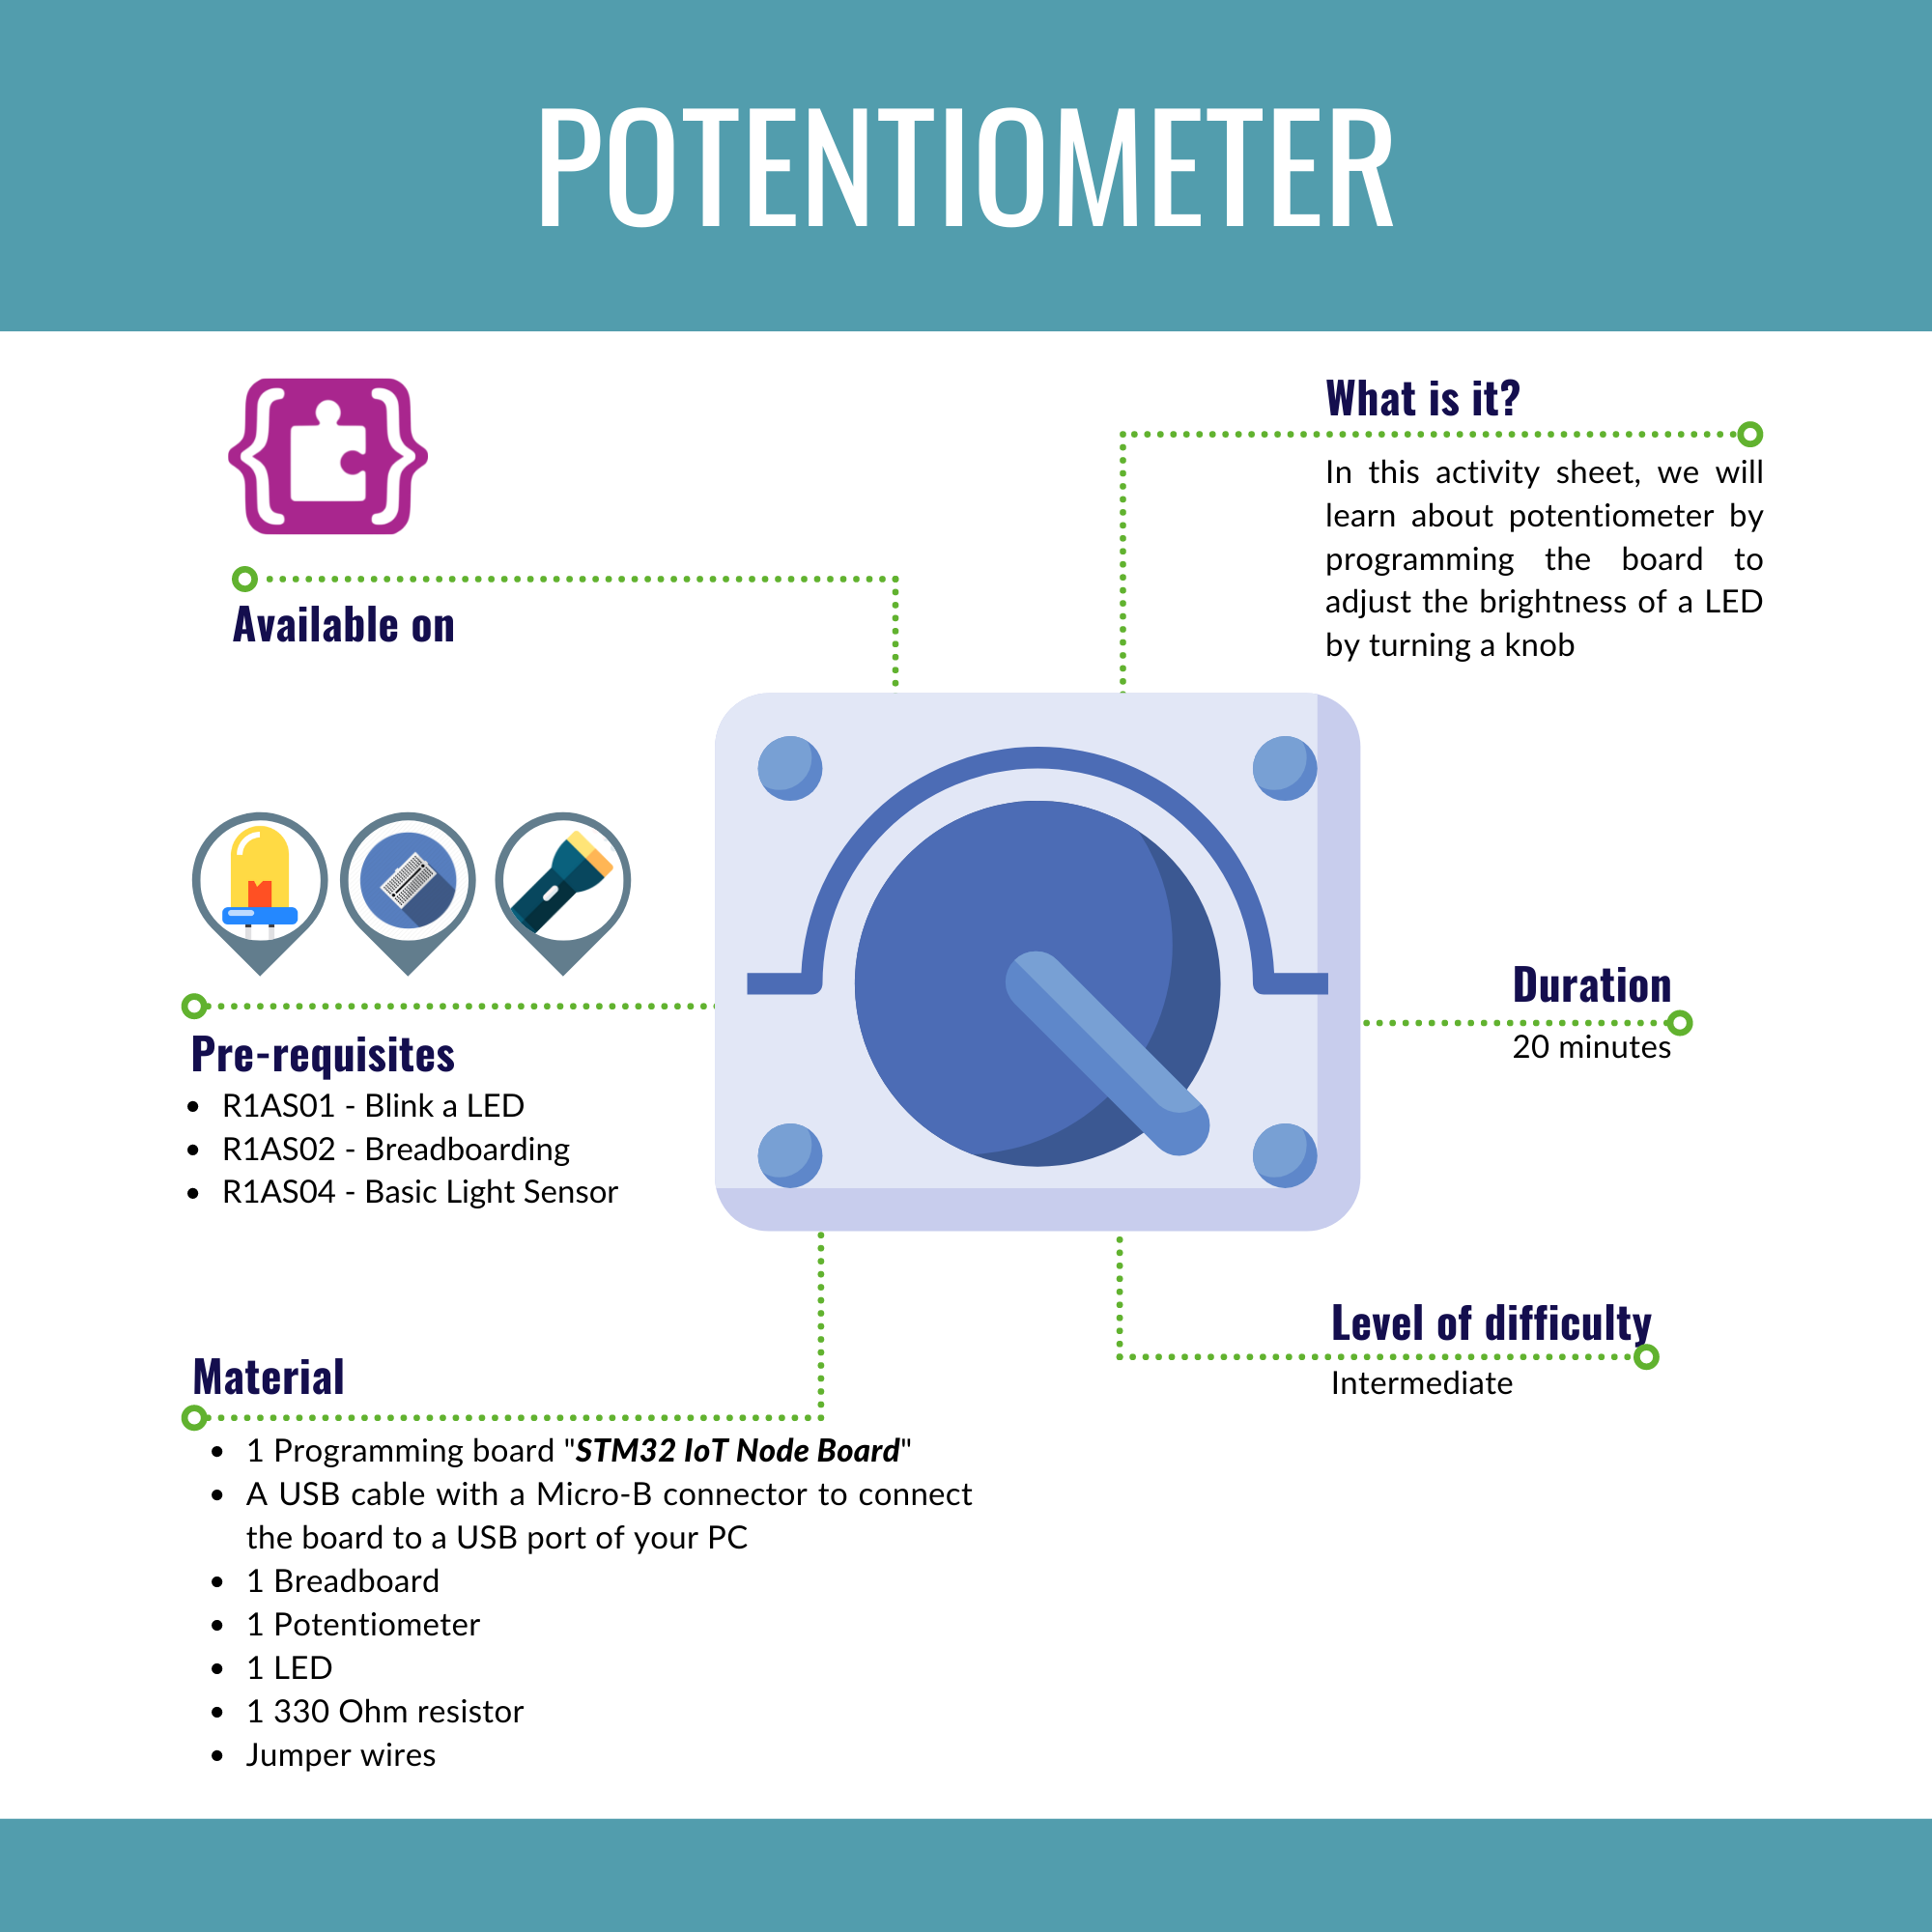 POTENTIOMETER
What is it?
In this activity sheet, we will
learn about potentiometer by
programming the board to
adjust the brightness of a LED
by turning a knob
Available on
Pre-requisites
• R1AS01 - Blink a LED
• R1AS02 - Breadboarding
• R1AS04 - Basic Light Sensor
Duration
20 minutes
Level of difficulty
Intermediate
Material
• 1 Programming board "STM32 IoT Node Board"
• A USB cable with a Micro-B connector to connect
the board to a USB port of your PC
• 1 Breadboard
• 1 Potentiometer
• 1 LED
• 1 330 Ohm resistor
• Jumper wires